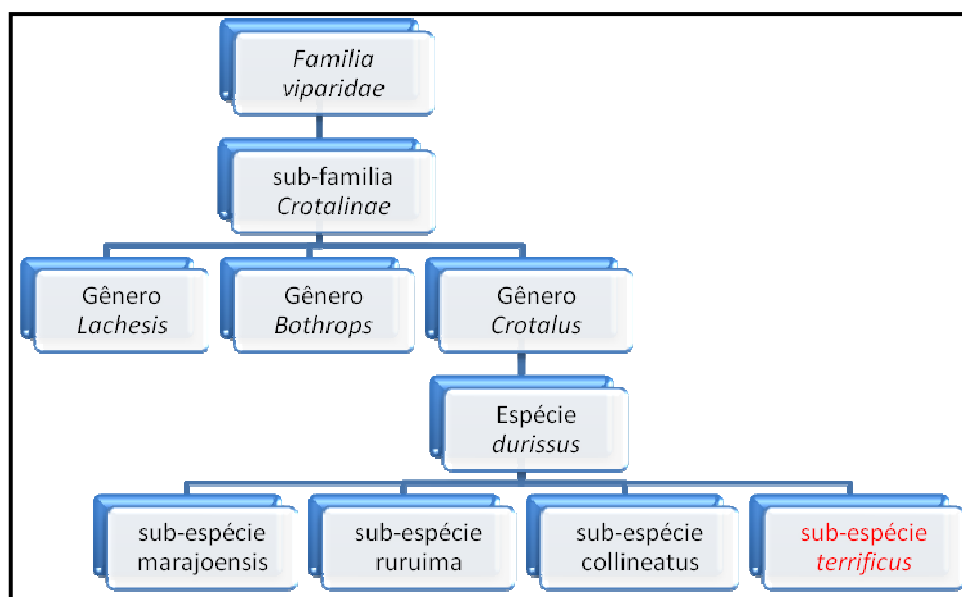 Familia
viparidae
sub-familia
Crotalinae
Gênero
Lachesis
Gênero
Bothrops
Gênero
Crotalus
Espécie
durissus
sub-espécie
marajoensis
sub-espécie
ruruima
sub-espécie
collineatus
sub-espécie
terrificus